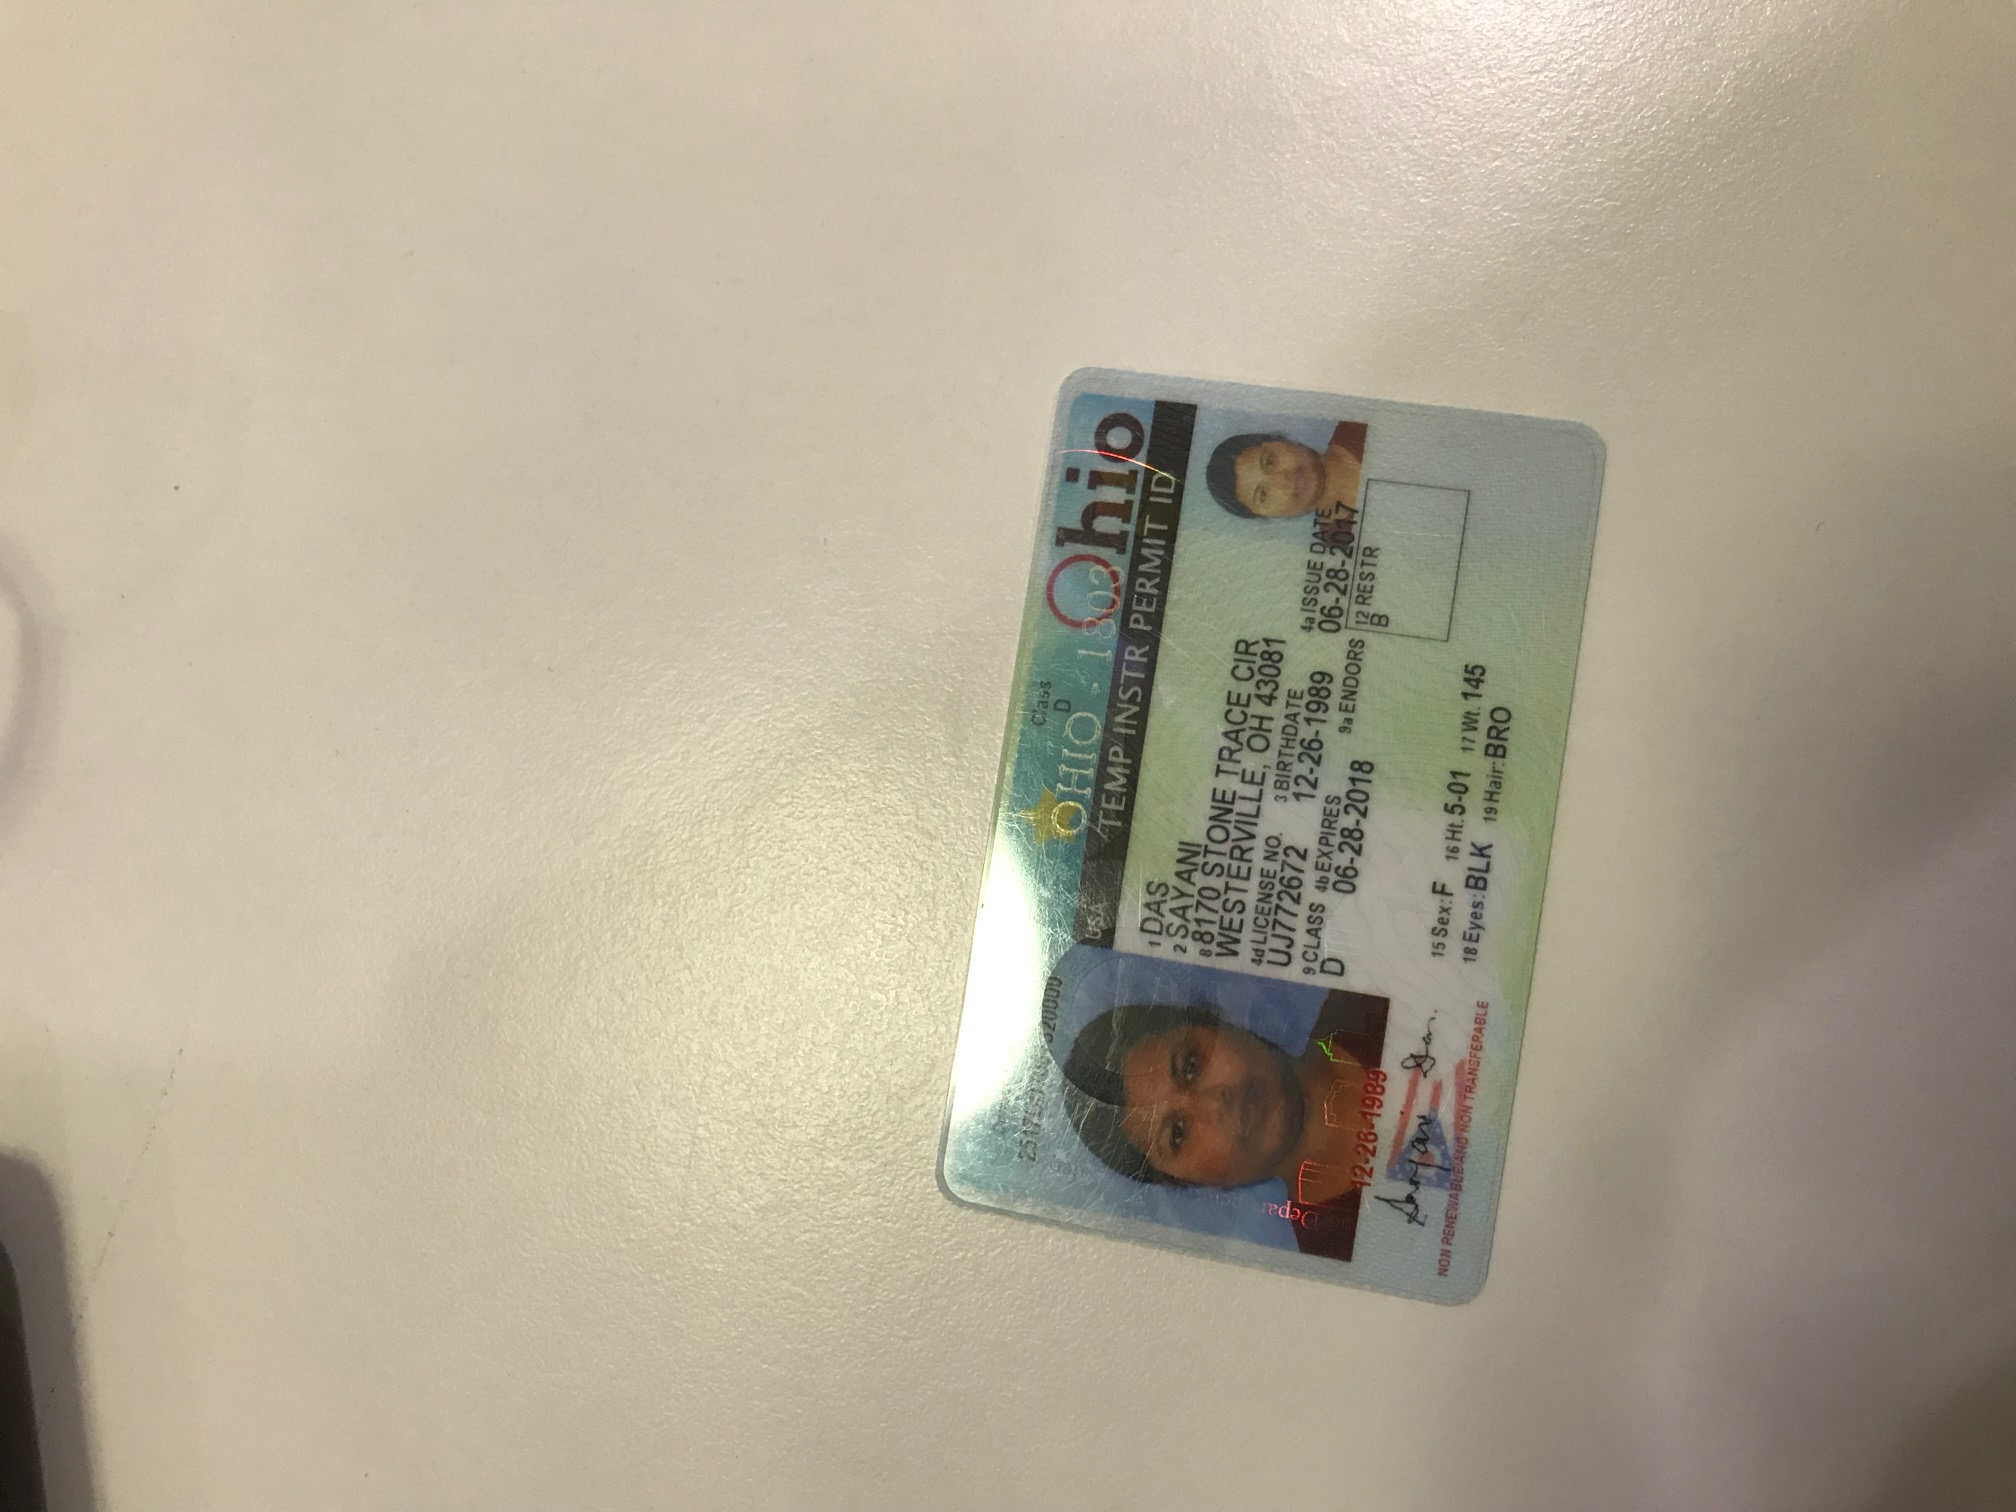 Class
D
Ohio
OHIO - 1803
USA
TEMP INSTR PERMIT ID
1 DAS
2 SAYANI
8 8170 STONE TRACE CIR
WESTERVILLE, OH 43081
4d LICENSE NO. 3 BIRTHDATE 4a ISSUE DATE
UJ772672 12-26-1989 06-28-2017
9 CLASS 4b EXPIRES 9a ENDORS 12 RESTR
D 06-28-2018 B
Depar
12-26-1989
Sayani Das.
NON RENEWABLE AND NON TRANSFERABLE
15 Sex: F 16 Ht. 5-01 17 Wt. 145
18 Eyes: BLK 19 Hair: BRO